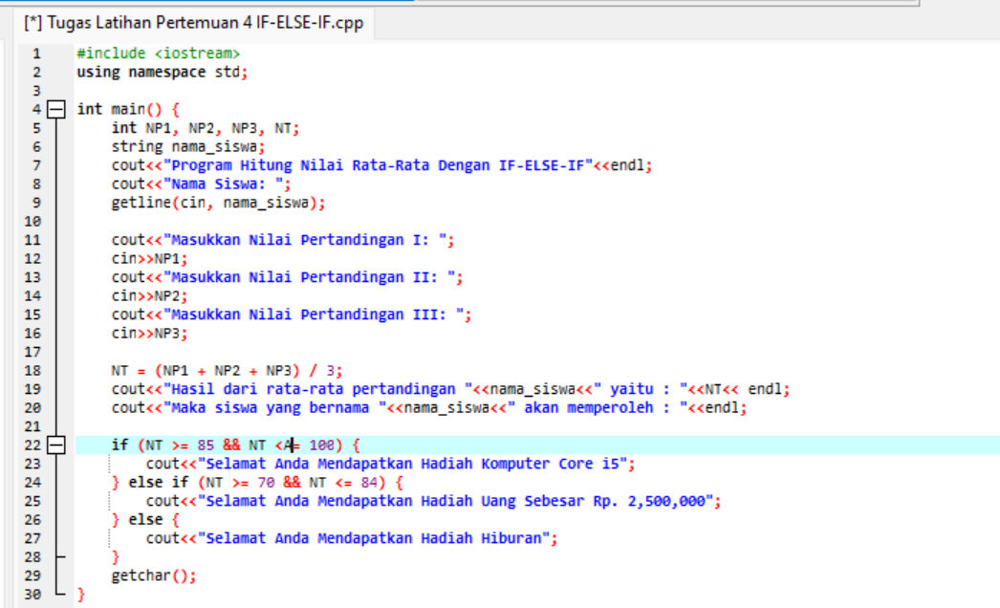 [*] Tugas Latihan Pertemuan 4 IF-ELSE-IF.cpp
1 #include <iostream>
2 using namespace std;
3
4 int main() {
5 int NP1, NP2, NP3, NT;
6 string nama_siswa;
7 cout<<"Program Hitung Nilai Rata-Rata Dengan IF-ELSE-IF"<<endl;
8 cout<<"Nama Siswa: ";
9 getline(cin, nama_siswa);
10
11 cout<<"Masukkan Nilai Pertandingan I: ";
12 cin>>NP1;
13 cout<<"Masukkan Nilai Pertandingan II: ";
14 cin>>NP2;
15 cout<<"Masukkan Nilai Pertandingan III: ";
16 cin>>NP3;
17
18 NT = (NP1 + NP2 + NP3) / 3;
19 cout<<"Hasil dari rata-rata pertandingan "<<nama_siswa<<" yaitu : "<<NT<< endl;
20 cout<<"Maka siswa yang bernama "<<nama_siswa<<" akan memperoleh : "<<endl;
21
22 if (NT >= 85 && NT <A= 100) {
23 cout<<"Selamat Anda Mendapatkan Hadiah Komputer Core i5";
24 } else if (NT >= 70 && NT <= 84) {
25 cout<<"Selamat Anda Mendapatkan Hadiah Uang Sebesar Rp. 2,500,000";
26 } else {
27 cout<<"Selamat Anda Mendapatkan Hadiah Hiburan";
28 }
29 getchar();
30 }